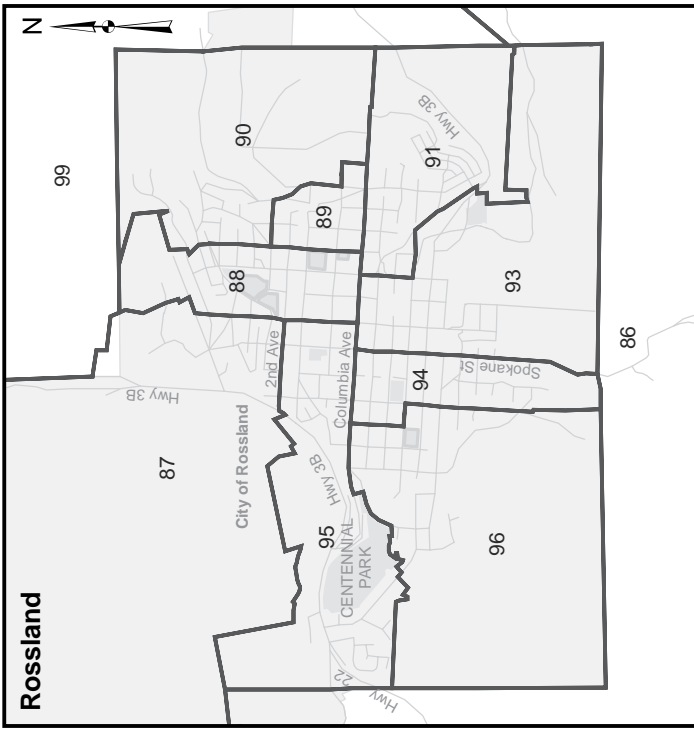 Rossland
N
99
90
91
89
88
93
86
87
94
95
96
Hwy 3B
2nd Ave
Columbia Ave
Spokane St
Hwy 3B
City of Rossland
Hwy 3B
CENTENNIAL
PARK
Hwy 22